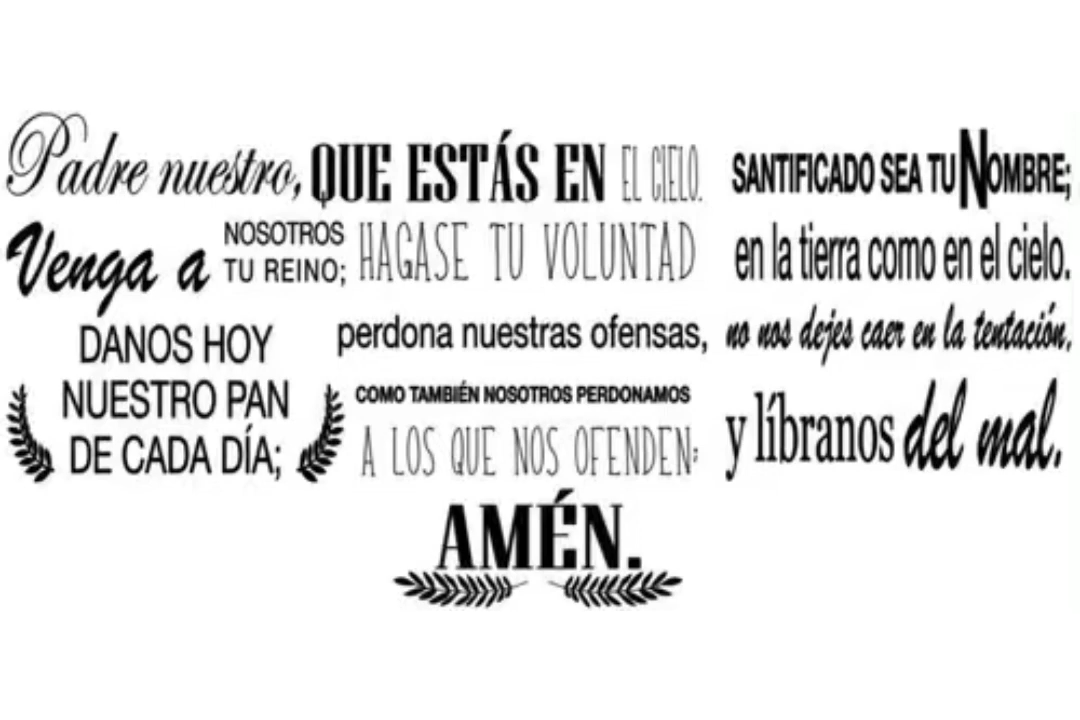 Padre nuestro, QUE ESTÁS EN EL CIELO. SANTIFICADO SEA TU NOMBRE;
Venga a NOSOTROS TU REINO; HAGASE TU VOLUNTAD en la tierra como en el cielo.
DANOS HOY
NUESTRO PAN
DE CADA DÍA;
perdona nuestras ofensas,
COMO TAMBIÉN NOSOTROS PERDONAMOS
A LOS QUE NOS OFENDEN;
no nos dejes caer en la tentación,
y líbranos del mal.
AMÉN.